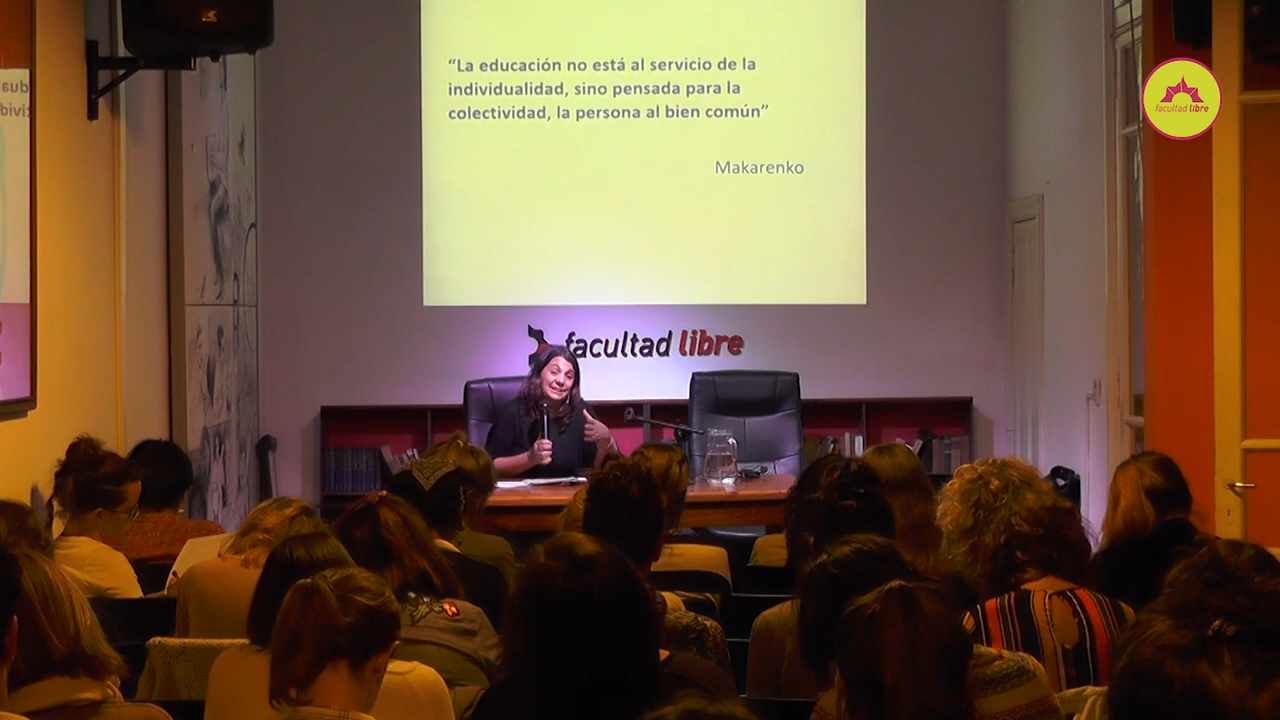 “La educación no está al servicio de la
individualidad, sino pensada para la
colectividad, la persona al bien común”
Makarenko
facultad libre
facultad libre